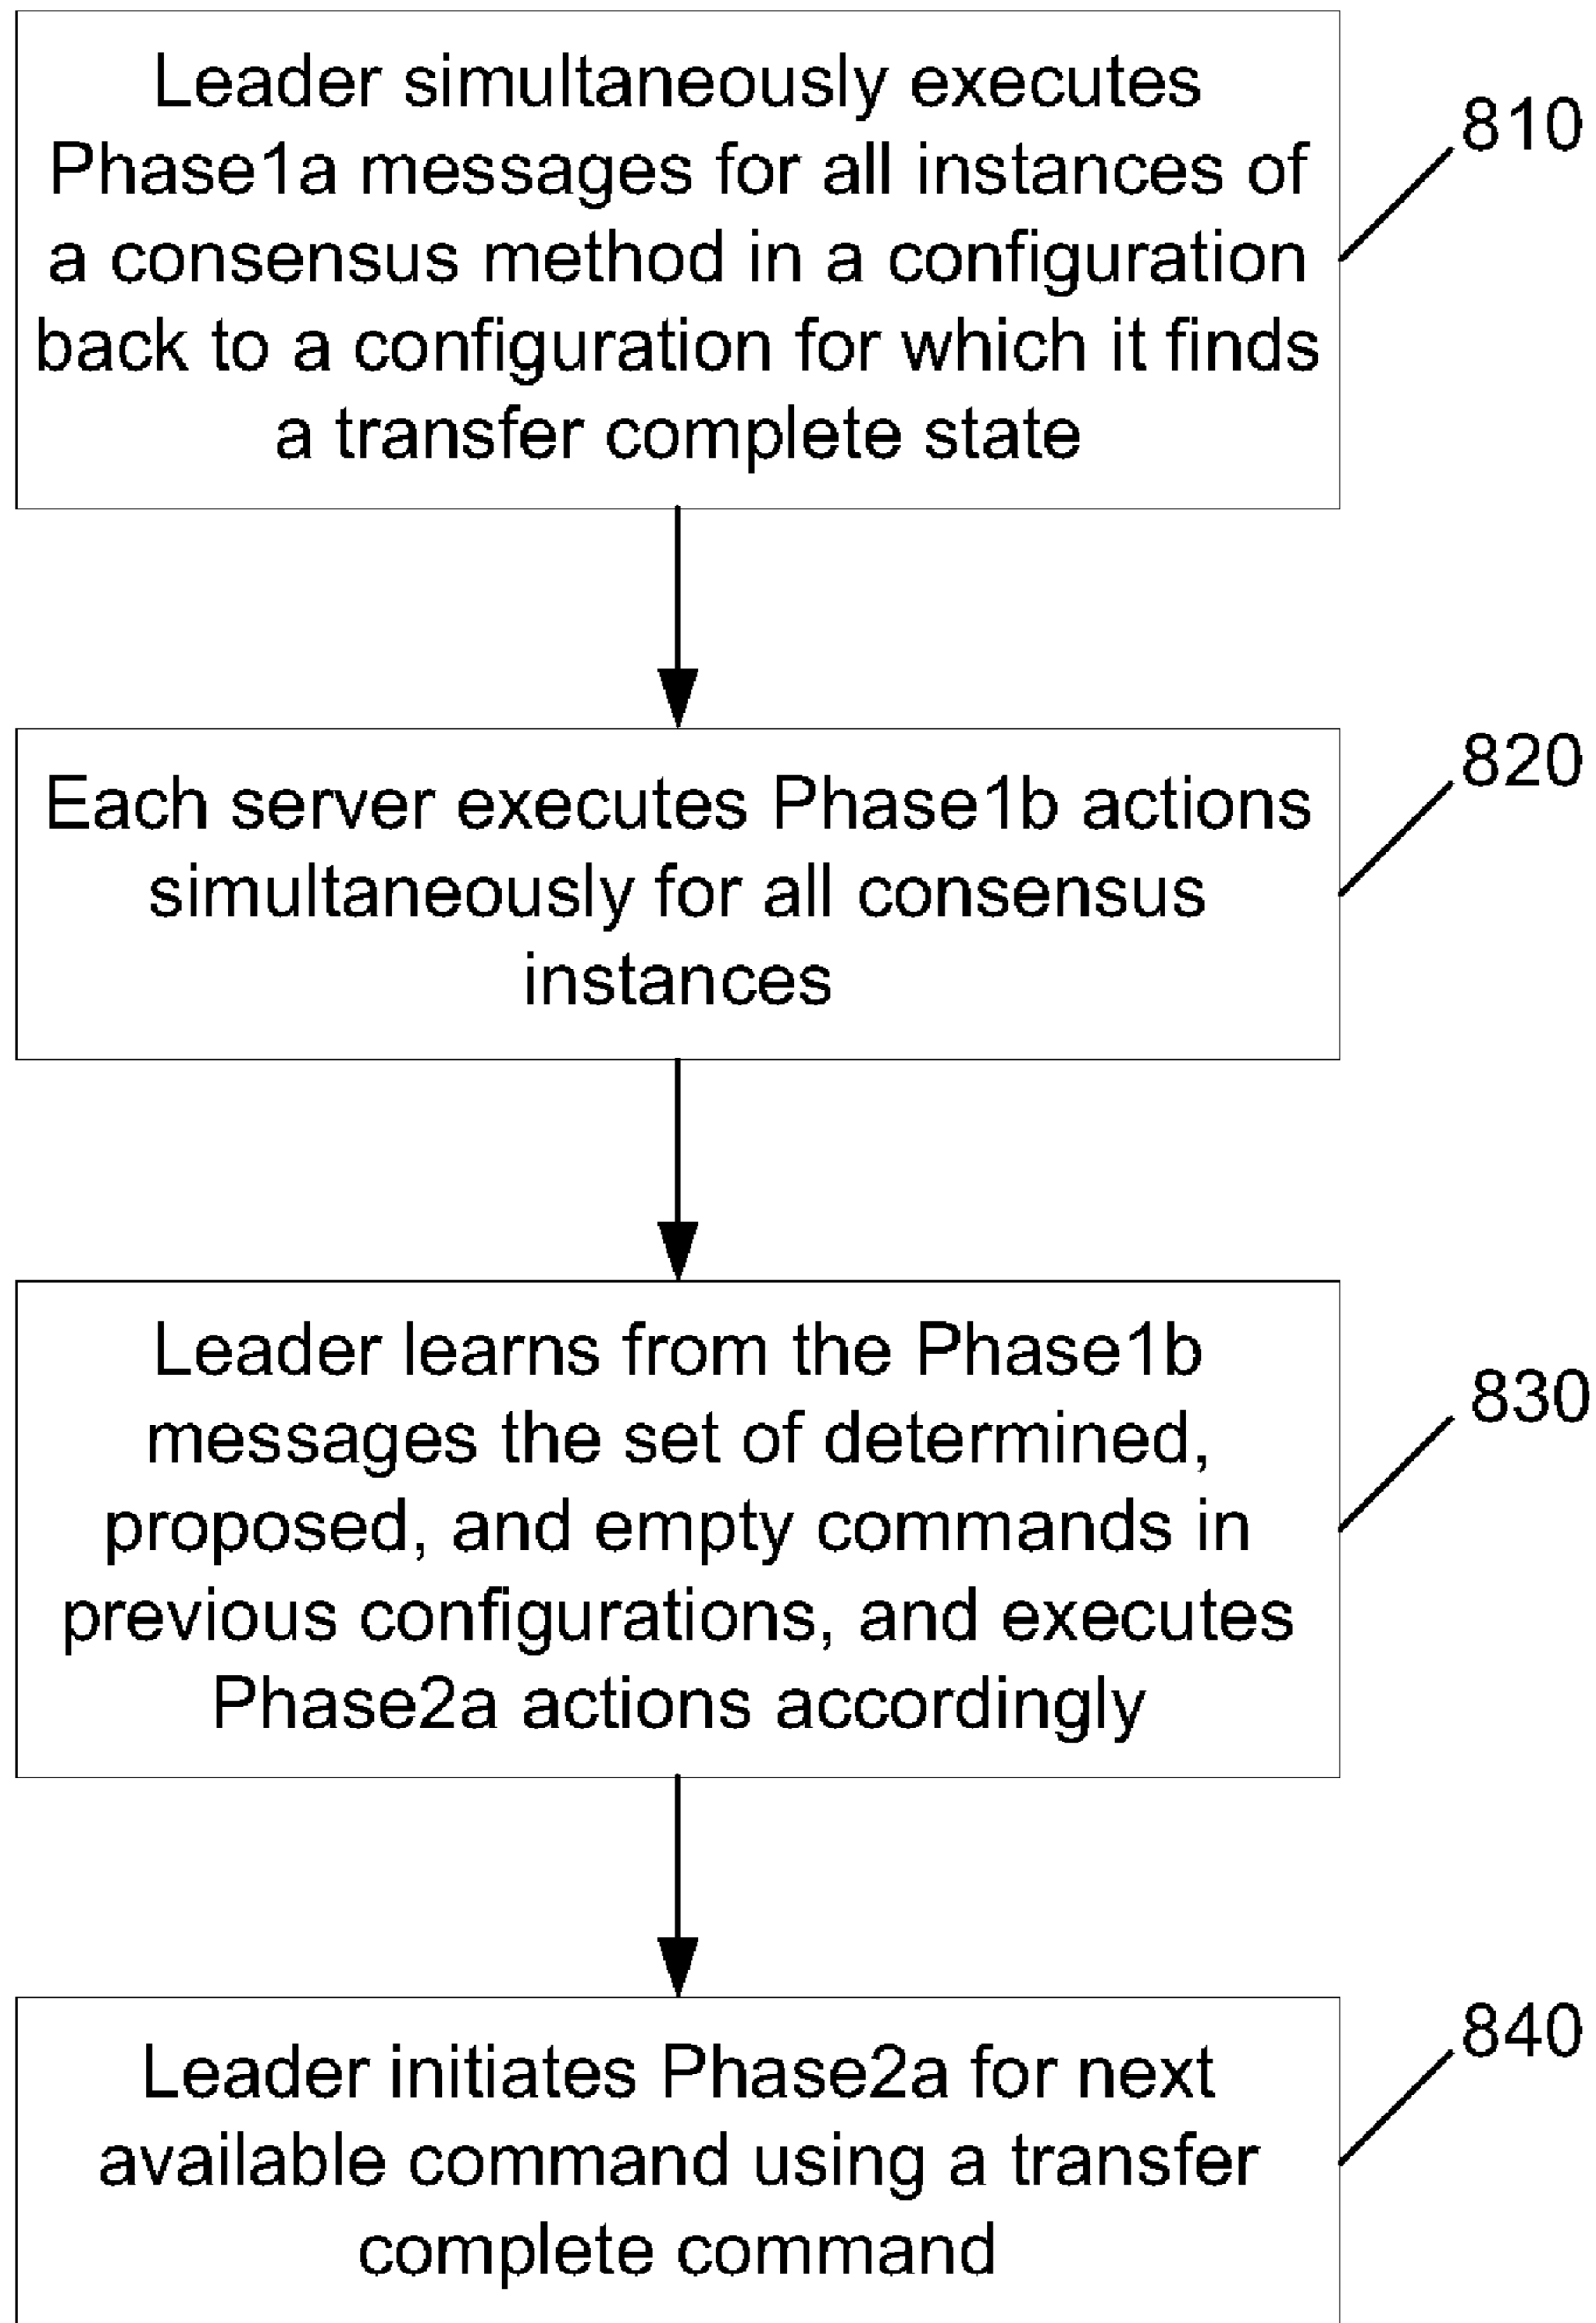 Leader simultaneously executes
Phase1a messages for all instances of
a consensus method in a configuration
back to a configuration for which it finds
a transfer complete state
810
Each server executes Phase1b actions
simultaneously for all consensus
instances
820
Leader learns from the Phase1b
messages the set of determined,
proposed, and empty commands in
previous configurations, and executes
Phase2a actions accordingly
830
Leader initiates Phase2a for next
available command using a transfer
complete command
840